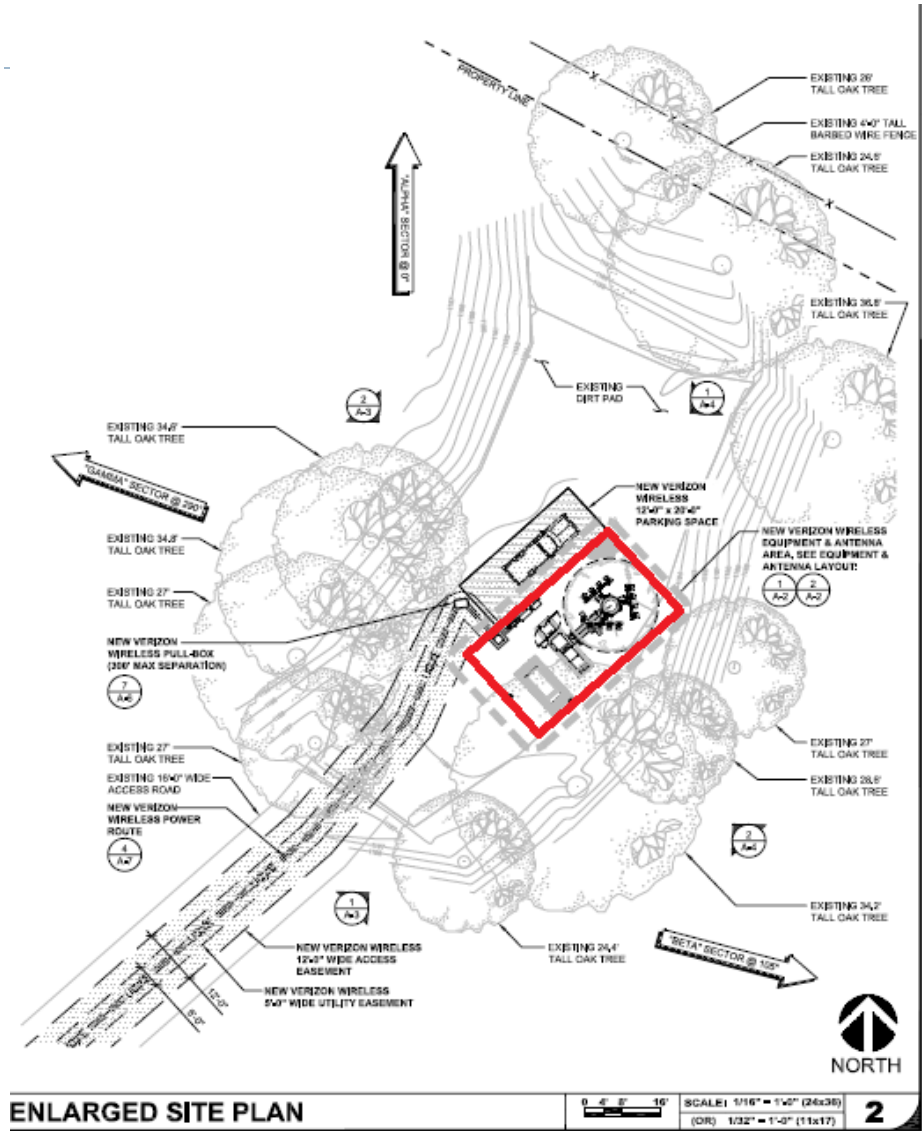 EXISTING 26'
TALL OAK TREE
PROPERTY LINE
X
X
X
X
EXISTING 4'-0" TALL
BARBED WIRE FENCE
EXISTING 24.6'
TALL OAK TREE
"ALPHA" SECTOR @ 0°
EXISTING 36.8'
TALL OAK TREE
EXISTING
DIRT PAD
2
A-3
1
A-4
EXISTING 34.6'
TALL OAK TREE
"GAMMA" SECTOR @ 290°
NEW VERIZON
WIRELESS
12'-0" x 20'-0"
PARKING SPACE
NEW VERIZON WIRELESS
EQUIPMENT & ANTENNA
AREA, SEE EQUIPMENT &
ANTENNA LAYOUT:
1
A-2
2
A-2
EXISTING 34.8'
TALL OAK TREE
EXISTING 27'
TALL OAK TREE
NEW VERIZON
WIRELESS PULL-BOX
(300' MAX SEPARATION)
7
EXISTING 27'
TALL OAK TREE
EXISTING 16'-0" WIDE
ACCESS ROAD
NEW VERIZON
WIRELESS POWER
ROUTE
4
A-7
EXISTING 27'
TALL OAK TREE
EXISTING 28.6'
TALL OAK TREE
2
A-4
1
A-3
EXISTING 34.2'
TALL OAK TREE
NEW VERIZON WIRELESS
12'-0" WIDE ACCESS
EASEMENT
EXISTING 24.4'
TALL OAK TREE
"BETA" SECTOR @
NEW VERIZON WIRELESS
5'-0" WIDE UTILITY EASEMENT
12'-0"
NORTH
ENLARGED SITE PLAN
0 4' 8' 16'
SCALE: 1/16" = 1'-0" (24x36)
(OR) 1/32" = 1'-0" (11x17)
2